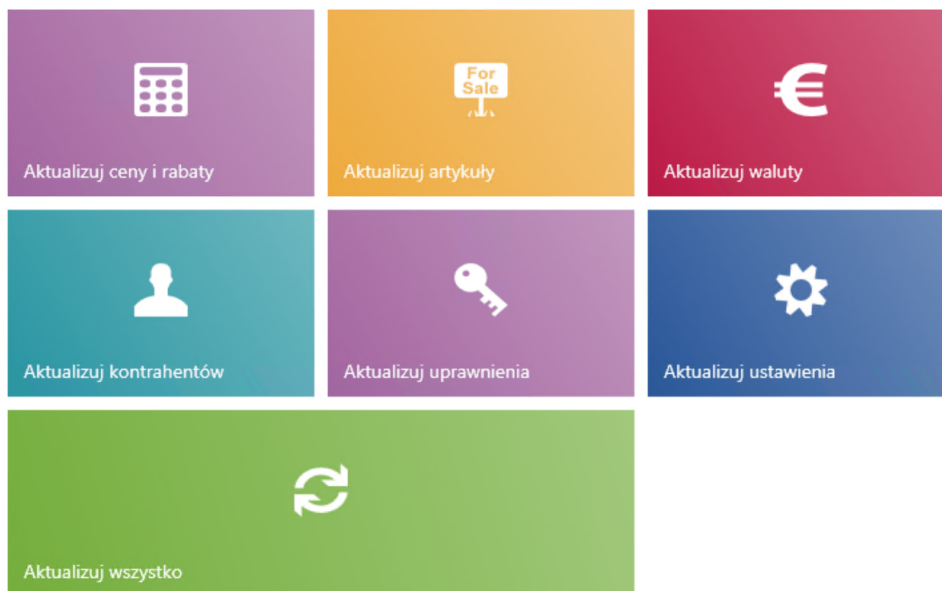 For
Sale
Aktualizuj ceny i rabaty
Aktualizuj artykuły
Aktualizuj waluty
Aktualizuj kontrahentów
Aktualizuj uprawnienia
Aktualizuj ustawienia
Aktualizuj wszystko